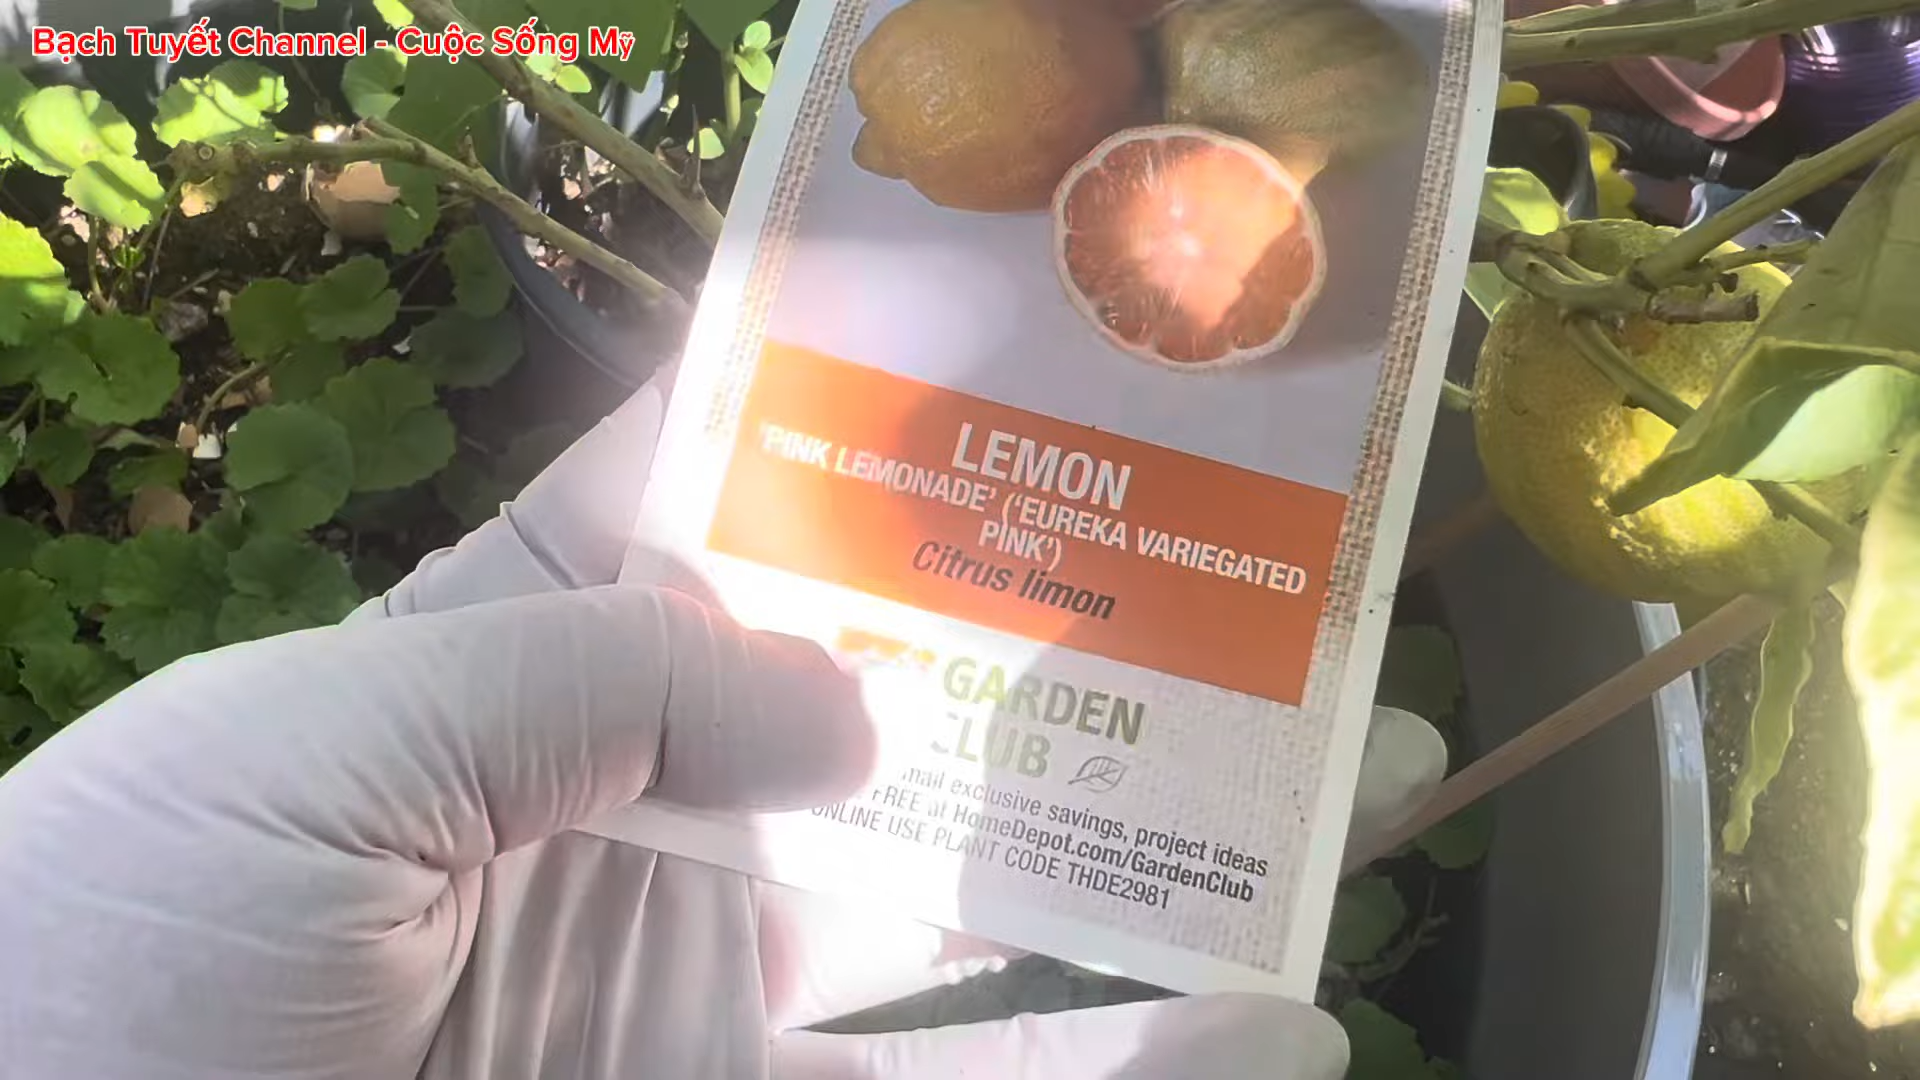 Bạch Tuyết Channel - Cuộc Sống Mỹ
LEMON
'PINK LEMONADE' ('EUREKA VARIEGATED
PINK')
Citrus limon
GARDEN
CLUB
exclusive savings, project ideas
FREE at HomeDepot.com/GardenClub
ONLINE USE PLANT CODE THDE2981